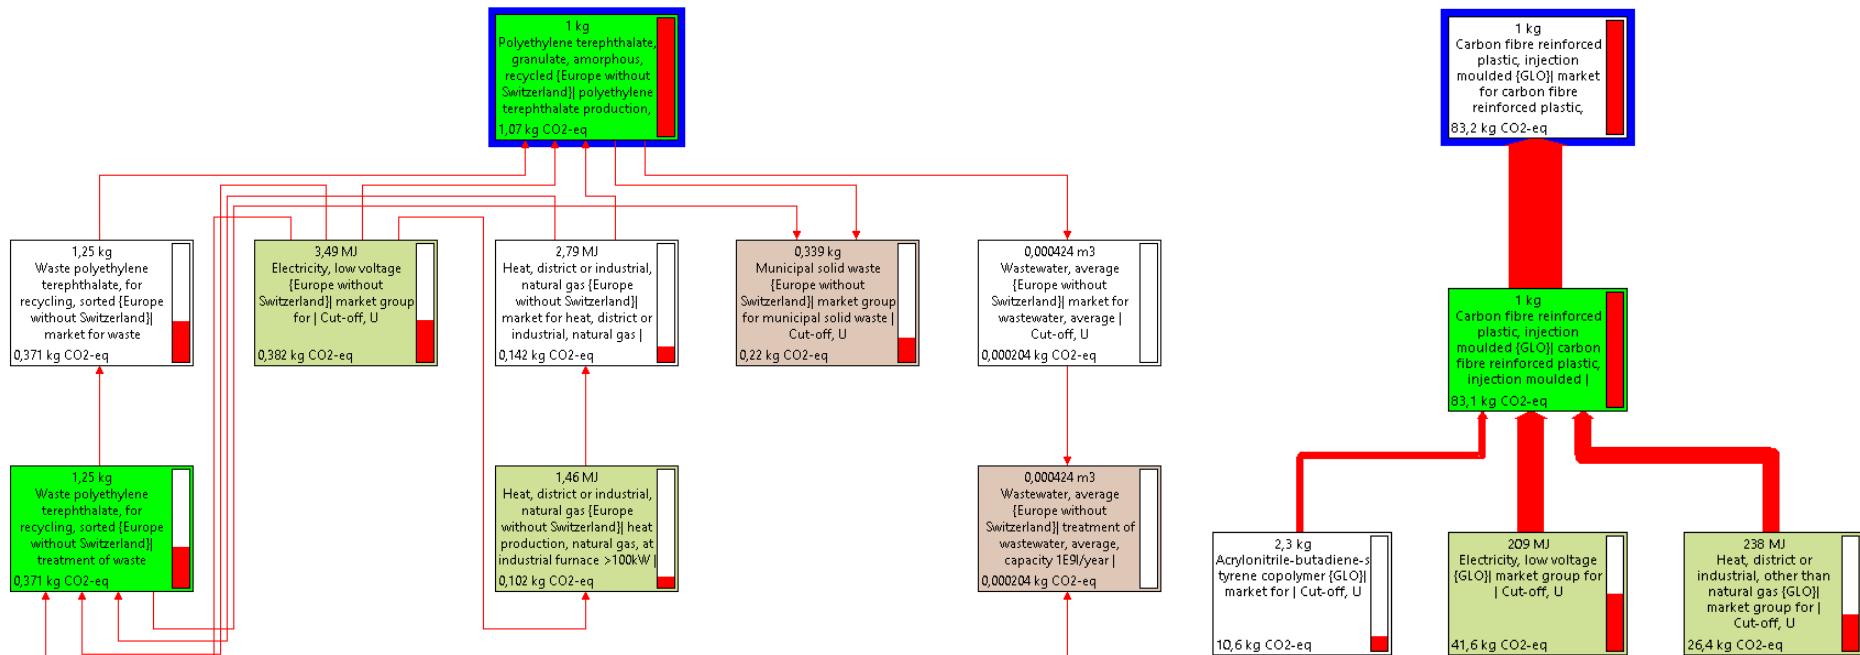 1 kg
Polyethylene terephthalate,
granulate, amorphous,
recycled {Europe without
Switzerland}| polyethylene
terephthalate production,
1,07 kg CO2-eq
1 kg
Carbon fibre reinforced
plastic, injection
moulded {GLO}| market
for carbon fibre
reinforced plastic,
83,2 kg CO2-eq
1,25 kg
Waste polyethylene
terephthalate, for
recycling, sorted {Europe
without Switzerland}|
market for waste
0,371 kg CO2-eq
3,49 MJ
Electricity, low voltage
{Europe without
Switzerland}| market group
for | Cut-off, U
0,382 kg CO2-eq
2,79 MJ
Heat, district or industrial,
natural gas {Europe
without Switzerland}|
market for heat, district or
industrial, natural gas |
0,142 kg CO2-eq
0,339 kg
Municipal solid waste
{Europe without
Switzerland}| market group
for municipal solid waste |
Cut-off, U
0,22 kg CO2-eq
0,000424 m3
Wastewater, average
{Europe without
Switzerland}| market for
wastewater, average |
Cut-off, U
0,000204 kg CO2-eq
1 kg
Carbon fibre reinforced
plastic, injection
moulded {GLO}| carbon
fibre reinforced plastic,
injection moulded |
83,1 kg CO2-eq
1,25 kg
Waste polyethylene
terephthalate, for
recycling, sorted {Europe
without Switzerland}|
treatment of waste
0,371 kg CO2-eq
1,46 MJ
Heat, district or industrial,
natural gas {Europe
without Switzerland}| heat
production, natural gas, at
industrial furnace >100kW |
0,102 kg CO2-eq
0,000424 m3
Wastewater, average
{Europe without
Switzerland}| treatment of
wastewater, average,
capacity 1E9l/year |
0,000204 kg CO2-eq
2,3 kg
Acrylonitrile-butadiene-s
tyrene copolymer {GLO}|
market for | Cut-off, U
10,6 kg CO2-eq
209 MJ
Electricity, low voltage
{GLO}| market group for
| Cut-off, U
41,6 kg CO2-eq
238 MJ
Heat, district or
industrial, other than
natural gas {GLO}|
market group for |
Cut-off, U
26,4 kg CO2-eq